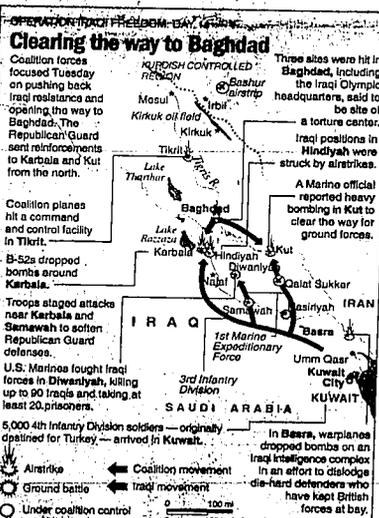 OPERATION IRAQI FREEDOM: DAY
Clearing the way to Baghdad
Coalition forces
focused Tuesday
on pushing back
Iraqi resistance and
opening the way to
Baghdad. The
Republican Guard
sent reinforcements
to Karbala and Kut
from the north.
Coalition planes
hit a command
and control facility
in Tikrit.
B-52s dropped
bombs around
Karbala.
Troops staged attacks
near Karbala and
Samawah to soften
Republican Guard
defenses.
U.S. Marines fought Iraqi
forces in Diwaniyah, killing
up to 90 Iraqis and taking at
least 20 prisoners.
5,000 4th Infantry Division soldiers — originally
destined for Turkey — arrived in Kuwait.
Three sites were hit in
Baghdad, including
the Iraqi Olympic
headquarters, said to
be site of
a torture center.
Iraqi positions in
Hindiyah were
struck by airstrikes.
A Marine official
reported heavy
bombing in Kut to
clear the way for
ground forces.
In Basra, warplanes
dropped bombs on an
Iraqi intelligence complex
in an effort to dislodge
die-hard defenders who
have kept British
forces at bay.
KURDISH CONTROLLED
REGION
Bashur
airstrip
Mosul
Irbil
Kirkuk oil field
Kirkuk
Tikrit
Tigris R.
Lake
Tharthar
Baghdad
Lake
Razzaza
Karbala
Hindiyah
Kut
Diwaniyah
Najaf
Qalat Sukkar
Samawah
Nasiriyah
IRAN
IRAQ
Basra
1st Marine
Expeditionary
Force
Umm Qasr
3rd Infantry
Division
Kuwait
City
KUWAIT
SAUDI ARABIA
Airstrike
Coalition movement
Ground battle
Iraqi movement
Under coalition control
0 100 mi